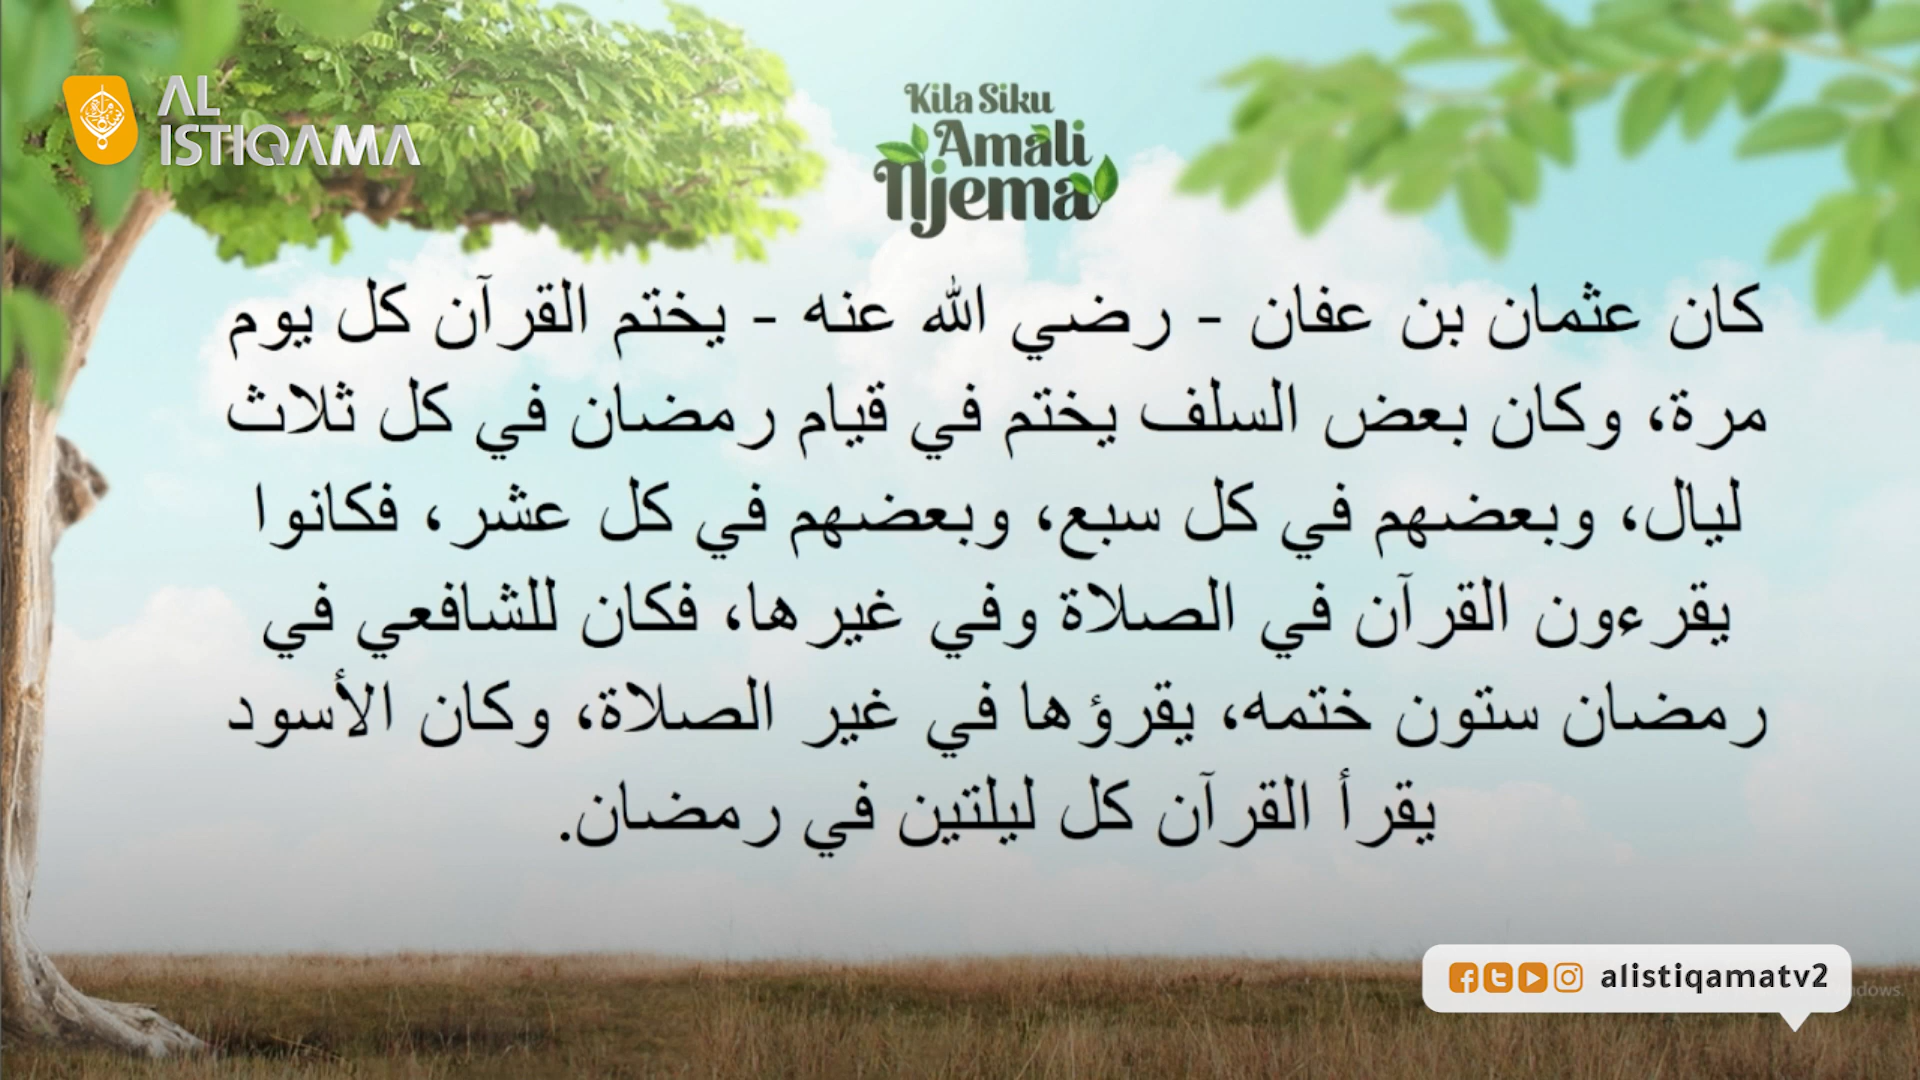 AL
ISTIQAMA
Kila Siku
Amali
Njema
كان عثمان بن عفان - رضي الله عنه - يختم القرآن كل يوم
مرة، وكان بعض السلف يختم في قيام رمضان في كل ثلاث
ليال، وبعضهم في كل سبع، وبعضهم في كل عشر، فكانوا
يقرءون القرآن في الصلاة وفي غيرها، فكان للشافعي في
رمضان ستون ختمه، يقرؤها في غير الصلاة، وكان الأسود
يقرأ القرآن كل ليلتين في رمضان.
alistiqamatv2